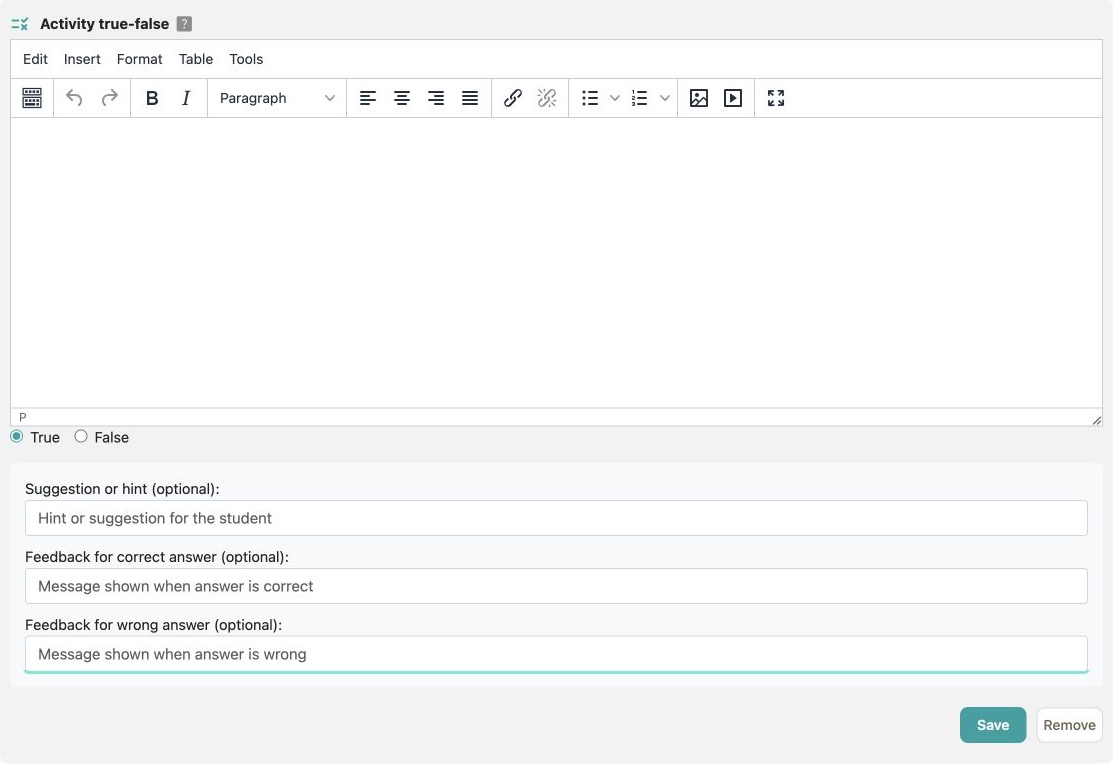 Activity true-false ?
Edit Insert Format Table Tools
B I Paragraph
P
True False
Suggestion or hint (optional):
Hint or suggestion for the student
Feedback for correct answer (optional):
Message shown when answer is correct
Feedback for wrong answer (optional):
Message shown when answer is wrong
Save Remove